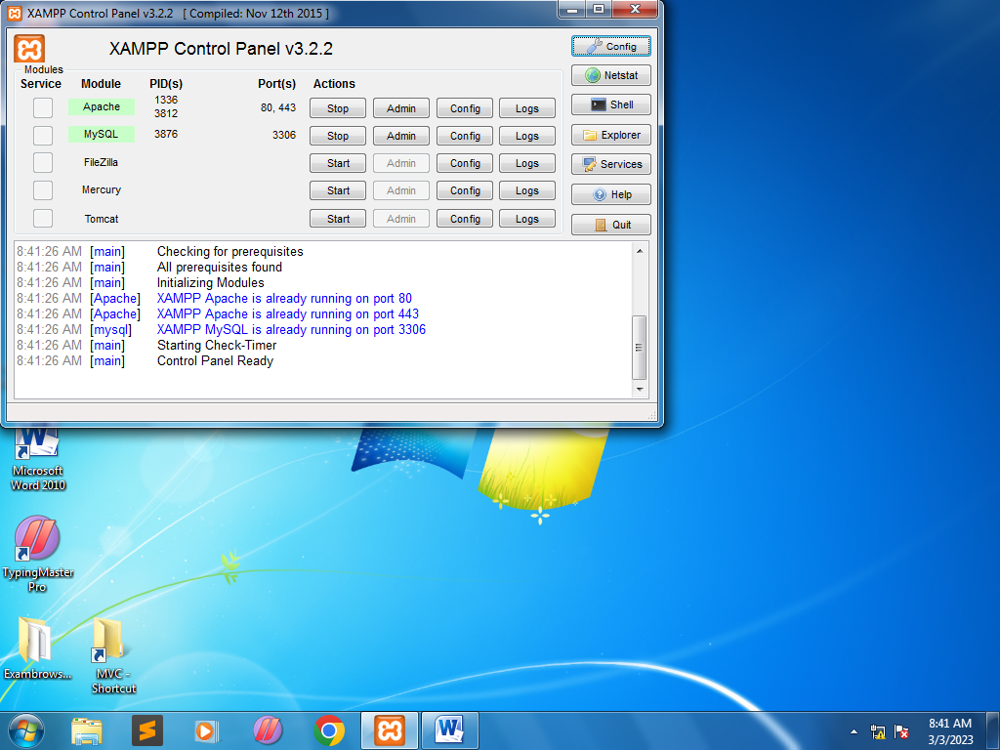 XAMPP Control Panel v3.2.2 [ Compiled: Nov 12th 2015 ]
XAMPP Control Panel v3.2.2
Config
Modules
Service Module PID(s) Port(s) Actions
Netstat
Apache 1336 3812 80, 443 Stop Admin Config Logs
Shell
MySQL 3876 3306 Stop Admin Config Logs
Explorer
FileZilla Start Admin Config Logs
Services
Mercury Start Admin Config Logs
Help
Tomcat Start Admin Config Logs
Quit
8:41:26 AM [main] Checking for prerequisites
8:41:26 AM [main] All prerequisites found
8:41:26 AM [main] Initializing Modules
8:41:26 AM [Apache] XAMPP Apache is already running on port 80
8:41:26 AM [Apache] XAMPP Apache is already running on port 443
8:41:26 AM [mysql] XAMPP MySQL is already running on port 3306
8:41:26 AM [main] Starting Check-Timer
8:41:26 AM [main] Control Panel Ready
Microsoft
Word 2010
TypingMaster
Pro
Exambrows...
MVC -
Shortcut
8:41 AM
3/3/2023